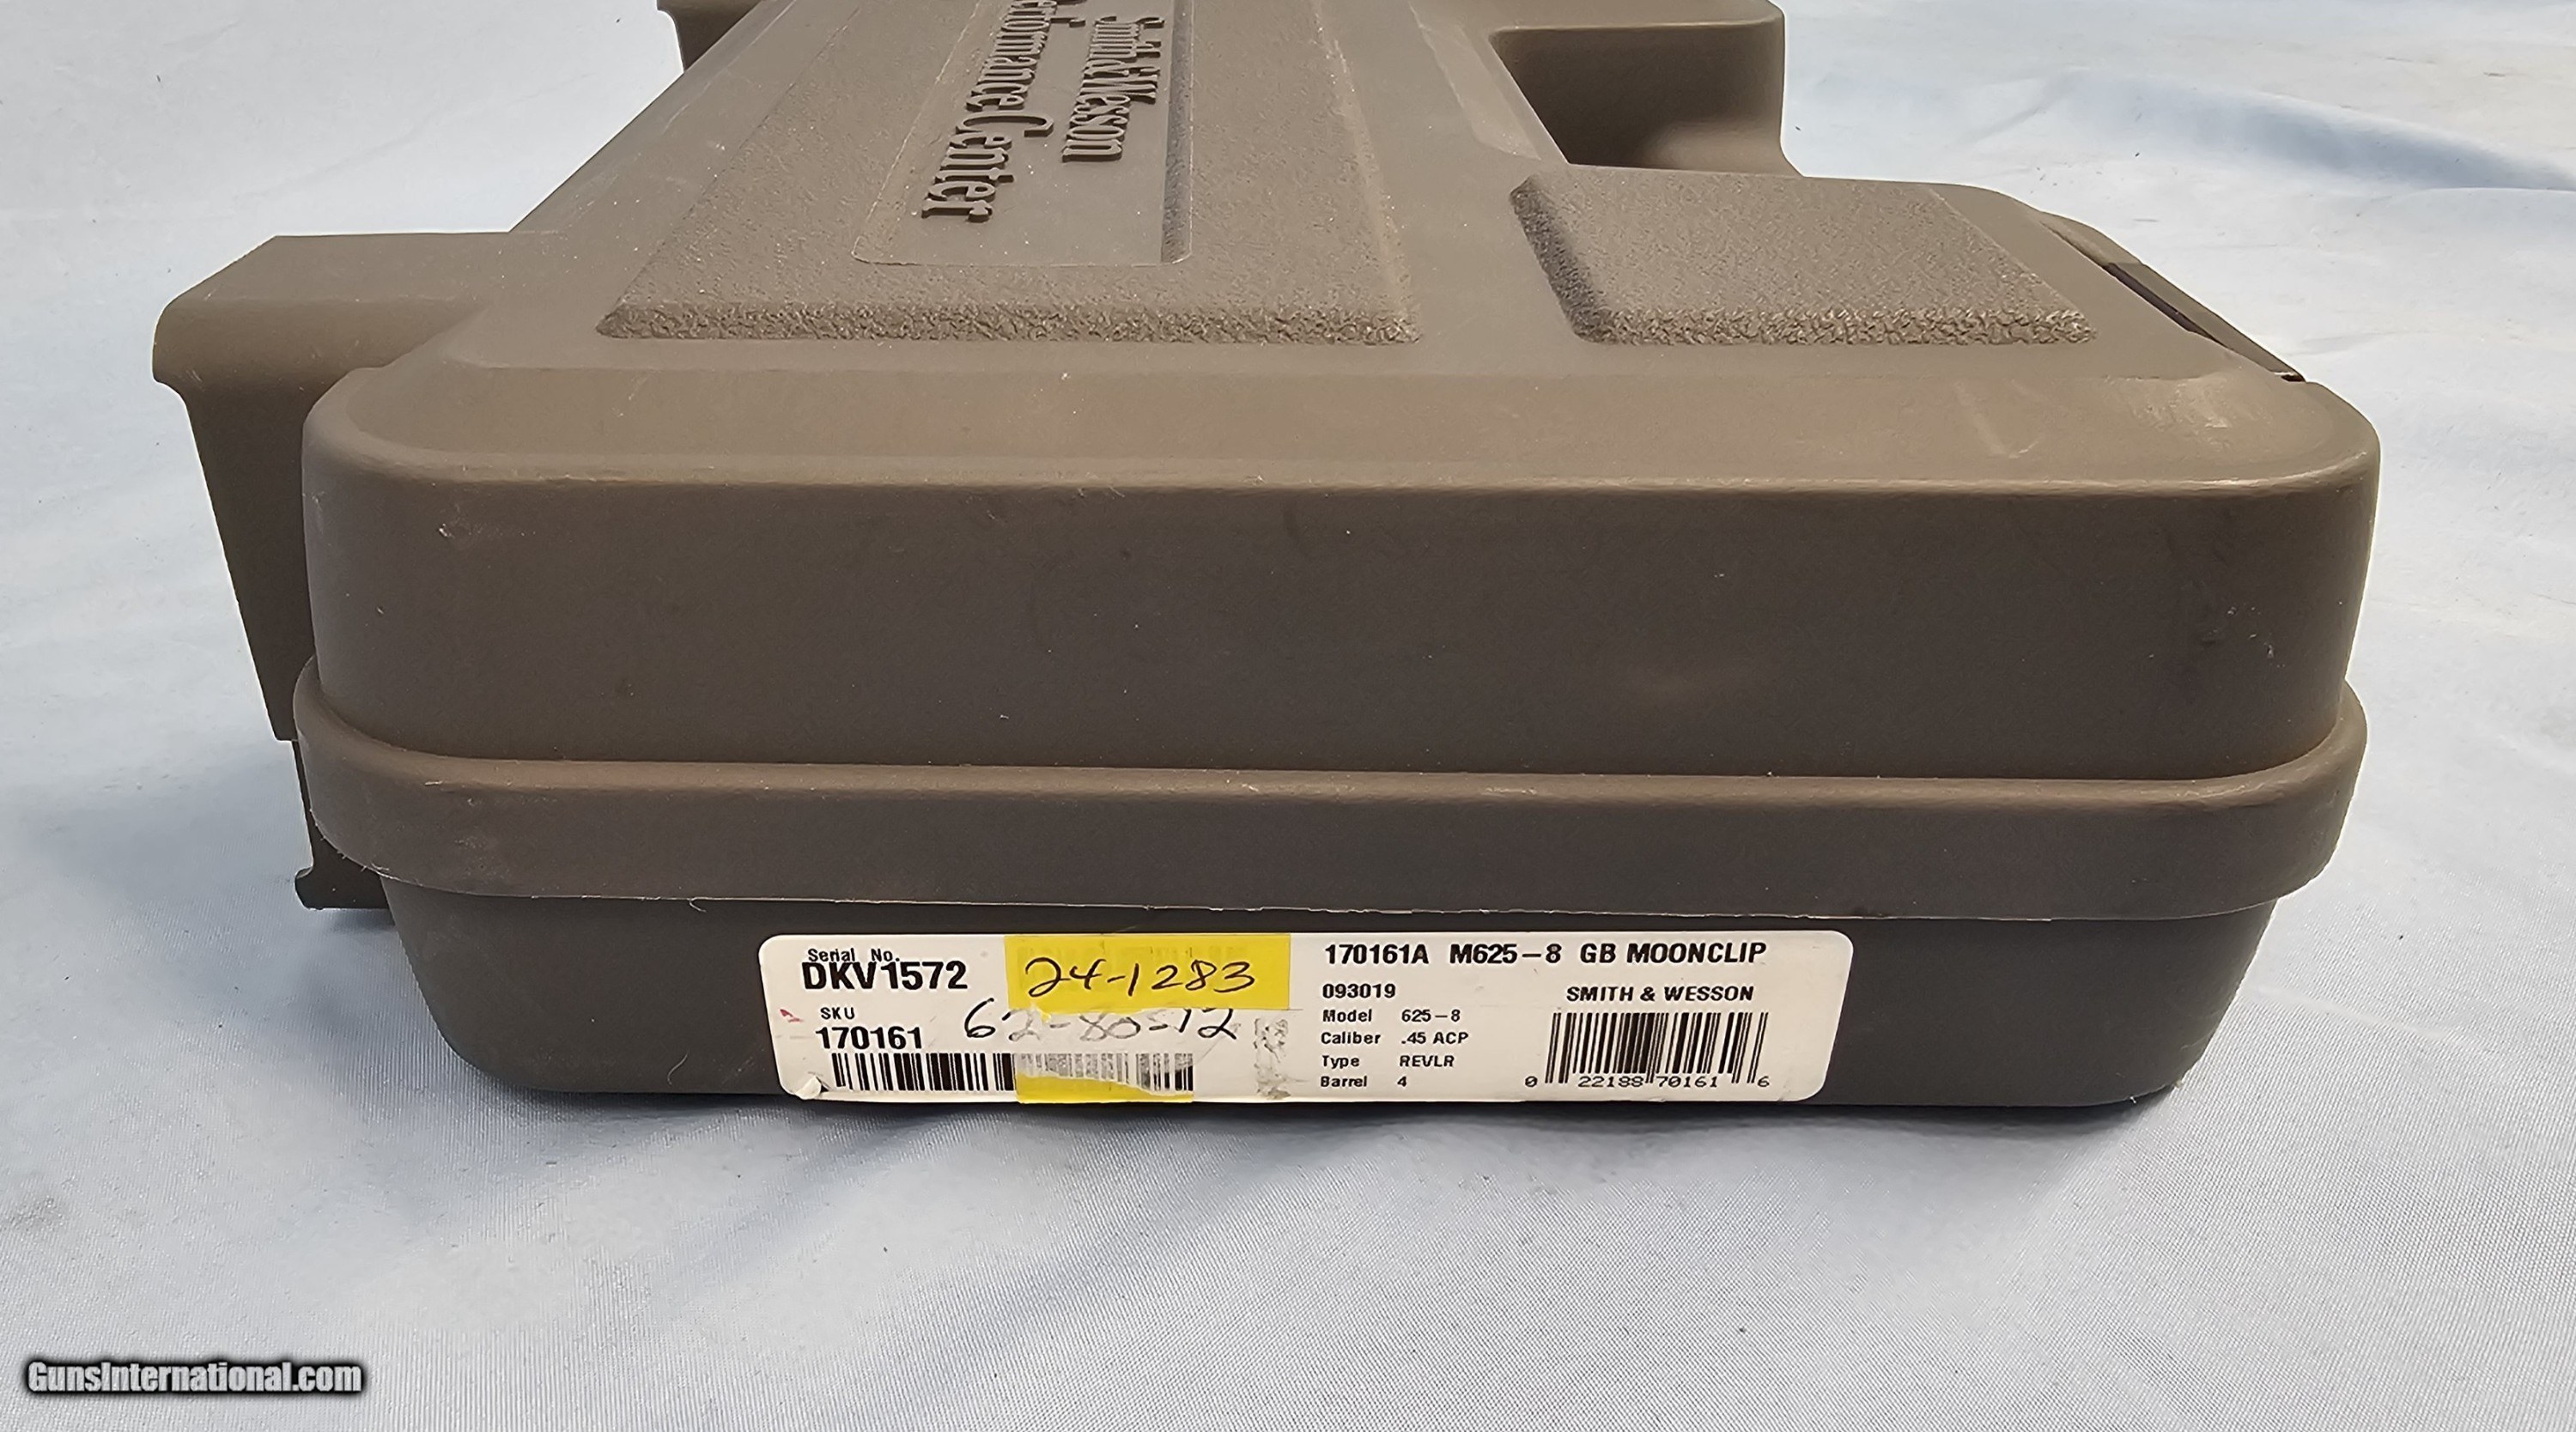 Smith & Wesson
Performance Center
Serial No.
DKV1572
24-1283
SKU
170161
62-80-12
170161A M625-8 GB MOONCLIP
093019
SMITH & WESSON
Model 625-8
Caliber .45 ACP
Type REVLR
Barrel 4
0 22188 70161 6
GunsInternational.com